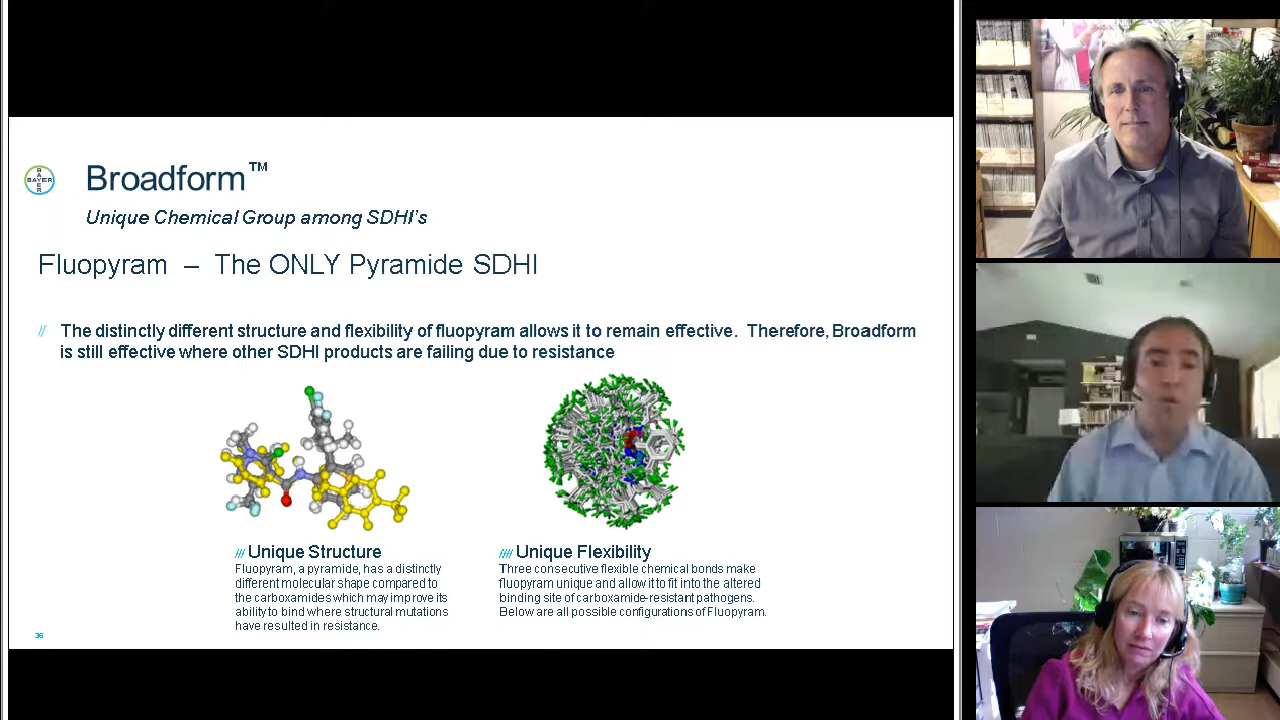 BAYER
BAYER
Broadform™
Unique Chemical Group among SDHI's
Fluopyram – The ONLY Pyramide SDHI
// The distinctly different structure and flexibility of fluopyram allows it to remain effective. Therefore, Broadform
is still effective where other SDHI products are failing due to resistance
/// Unique Structure
Fluopyram, a pyramide, has a distinctly
different molecular shape compared to
the carboxamides which may improve its
ability to bind where structural mutations
have resulted in resistance.
//// Unique Flexibility
Three consecutive flexible chemical bonds make
fluopyram unique and allow it to fit into the altered
binding site of carboxamide-resistant pathogens.
Below are all possible configurations of Fluopyram.
36